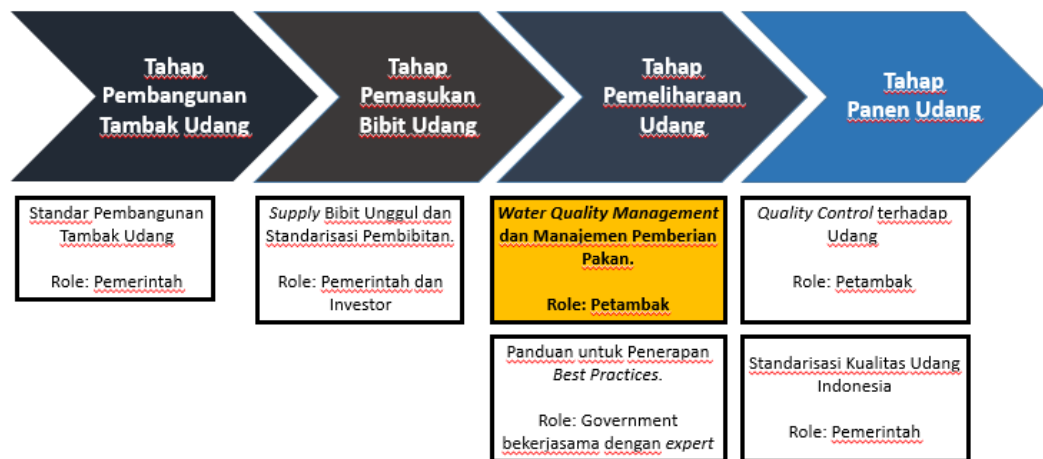 Tahap
Pembangunan
Tambak Udang
Tahap
Pemasukan
Bibit Udang
Tahap
Pemeliharaan
Udang
Tahap
Panen Udang
Standar Pembangunan
Tambak Udang
Role: Pemerintah
Supply Bibit Unggul dan
Standarisasi Pembibitan.
Role: Pemerintah dan
Investor
Water Quality Management
dan Manajemen Pemberian
Pakan.
Role: Petambak
Quality Control terhadap
Udang
Role: Petambak
Panduan untuk Penerapan
Best Practices.
Role: Government
bekerjasama dengan expert
Standarisasi Kualitas Udang
Indonesia
Role: Pemerintah